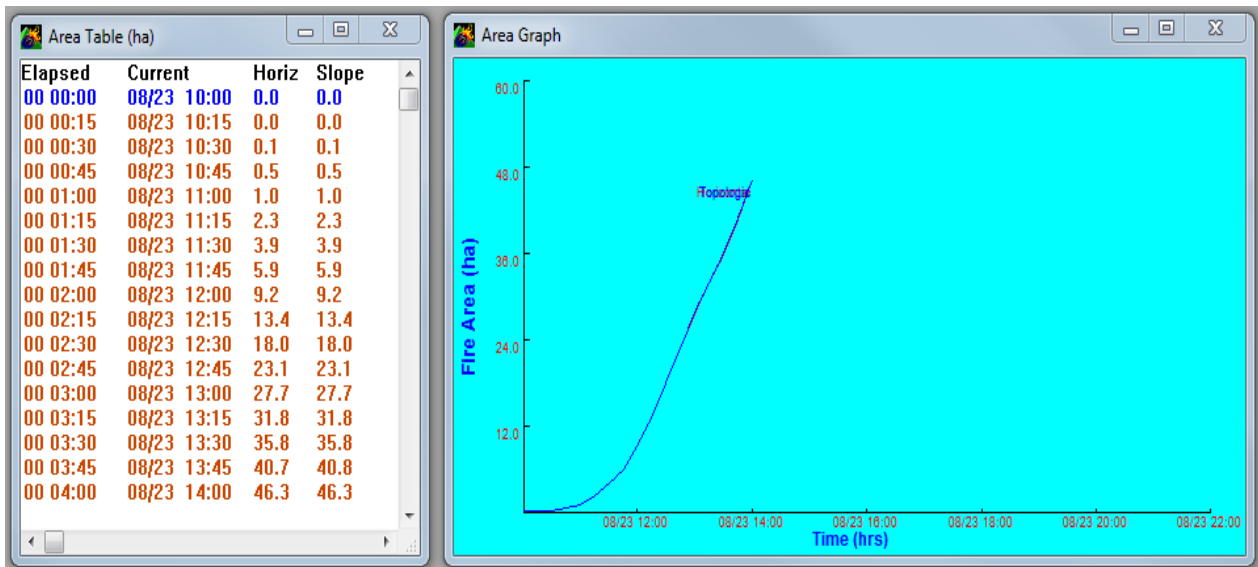 Area Table (ha)
Elapsed Current Horiz Slope
00 00:00 08/23 10:00 0.0 0.0
00 00:15 08/23 10:15 0.0 0.0
00 00:30 08/23 10:30 0.1 0.1
00 00:45 08/23 10:45 0.5 0.5
00 01:00 08/23 11:00 1.0 1.0
00 01:15 08/23 11:15 2.3 2.3
00 01:30 08/23 11:30 3.9 3.9
00 01:45 08/23 11:45 5.9 5.9
00 02:00 08/23 12:00 9.2 9.2
00 02:15 08/23 12:15 13.4 13.4
00 02:30 08/23 12:30 18.0 18.0
00 02:45 08/23 12:45 23.1 23.1
00 03:00 08/23 13:00 27.7 27.7
00 03:15 08/23 13:15 31.8 31.8
00 03:30 08/23 13:30 35.8 35.8
00 03:45 08/23 13:45 40.7 40.8
00 04:00 08/23 14:00 46.3 46.3
Area Graph
60.0
48.0
36.0
24.0
12.0
Fire Area (ha)
08/23 12:00 08/23 14:00 08/23 16:00 08/23 18:00 08/23 20:00 08/23 22:00
Time (hrs)